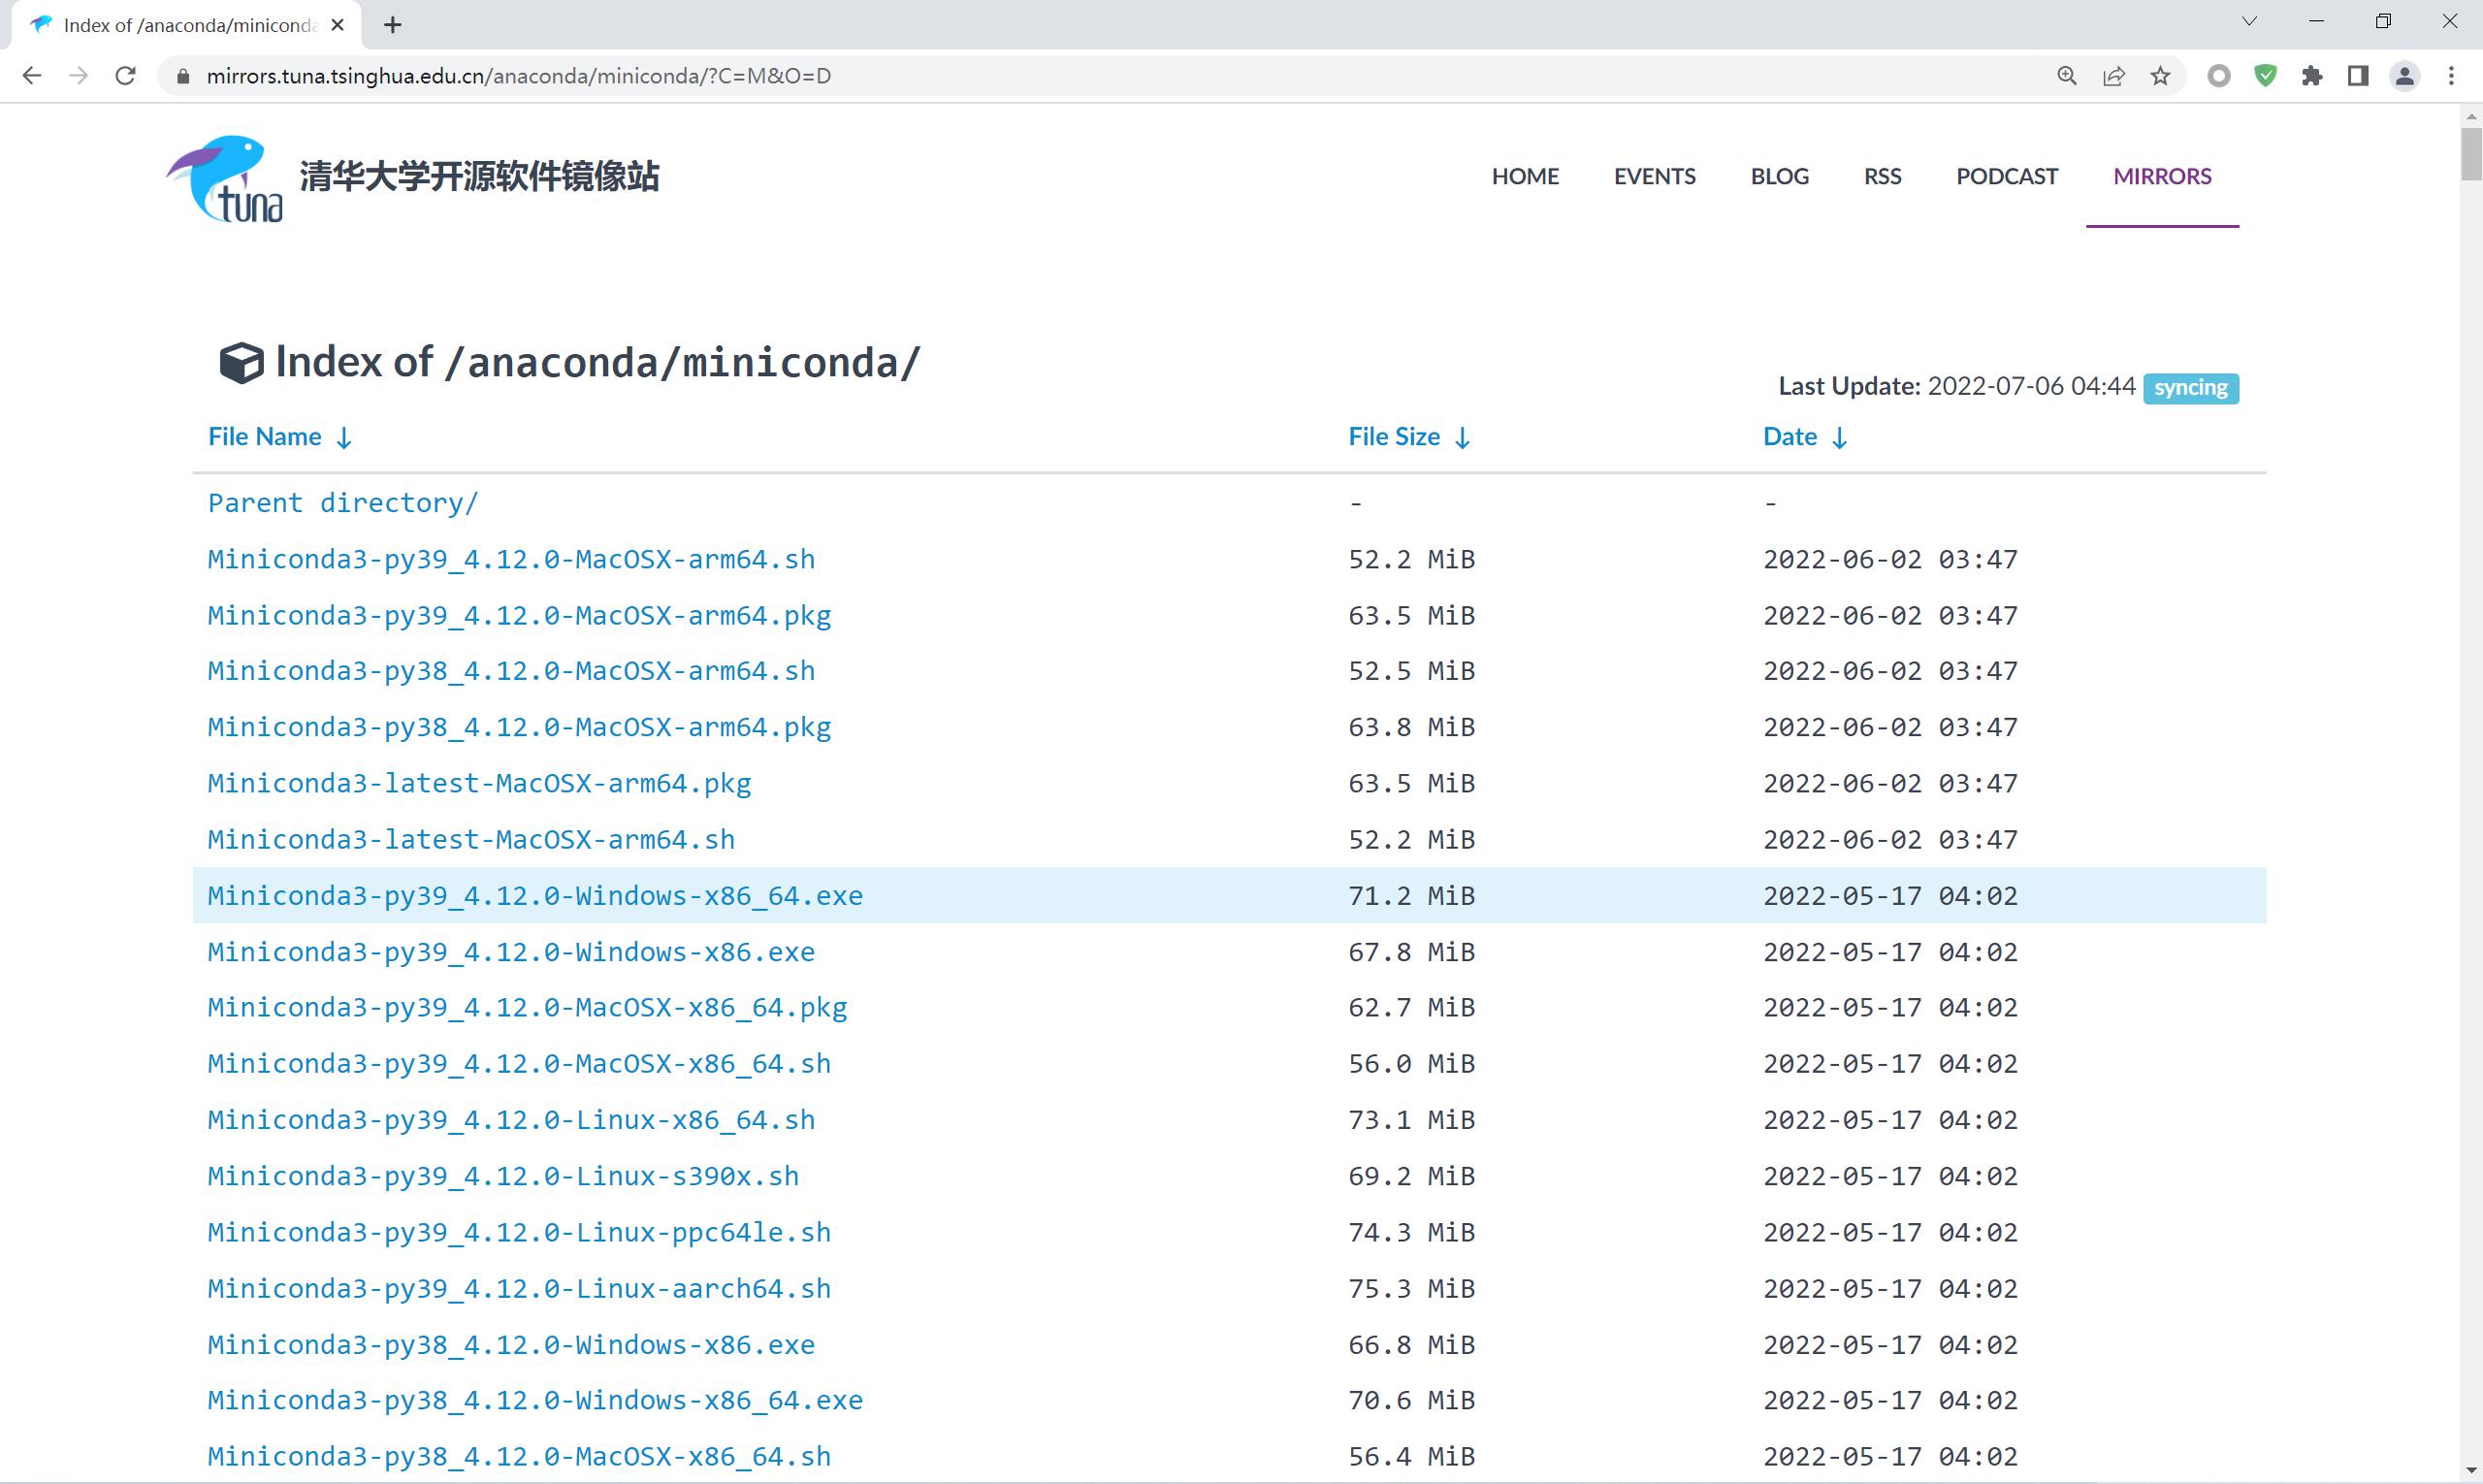 Index of /anaconda/miniconda
mirrors.tuna.tsinghua.edu.cn/anaconda/miniconda/?C=M&O=D
tuna 清华大学开源软件镜像站 HOME EVENTS BLOG RSS PODCAST MIRRORS
Index of /anaconda/miniconda/
Last Update: 2022-07-06 04:44 syncing
File Name ↓ File Size ↓ Date ↓
Parent directory/ - -
Miniconda3-py39_4.12.0-MacOSX-arm64.sh 52.2 MiB 2022-06-02 03:47
Miniconda3-py39_4.12.0-MacOSX-arm64.pkg 63.5 MiB 2022-06-02 03:47
Miniconda3-py38_4.12.0-MacOSX-arm64.sh 52.5 MiB 2022-06-02 03:47
Miniconda3-py38_4.12.0-MacOSX-arm64.pkg 63.8 MiB 2022-06-02 03:47
Miniconda3-latest-MacOSX-arm64.pkg 63.5 MiB 2022-06-02 03:47
Miniconda3-latest-MacOSX-arm64.sh 52.2 MiB 2022-06-02 03:47
Miniconda3-py39_4.12.0-Windows-x86_64.exe 71.2 MiB 2022-05-17 04:02
Miniconda3-py39_4.12.0-Windows-x86.exe 67.8 MiB 2022-05-17 04:02
Miniconda3-py39_4.12.0-MacOSX-x86_64.pkg 62.7 MiB 2022-05-17 04:02
Miniconda3-py39_4.12.0-MacOSX-x86_64.sh 56.0 MiB 2022-05-17 04:02
Miniconda3-py39_4.12.0-Linux-x86_64.sh 73.1 MiB 2022-05-17 04:02
Miniconda3-py39_4.12.0-Linux-s390x.sh 69.2 MiB 2022-05-17 04:02
Miniconda3-py39_4.12.0-Linux-ppc64le.sh 74.3 MiB 2022-05-17 04:02
Miniconda3-py39_4.12.0-Linux-aarch64.sh 75.3 MiB 2022-05-17 04:02
Miniconda3-py38_4.12.0-Windows-x86.exe 66.8 MiB 2022-05-17 04:02
Miniconda3-py38_4.12.0-Windows-x86_64.exe 70.6 MiB 2022-05-17 04:02
Miniconda3-py38_4.12.0-MacOSX-x86_64.sh 56.4 MiB 2022-05-17 04:02